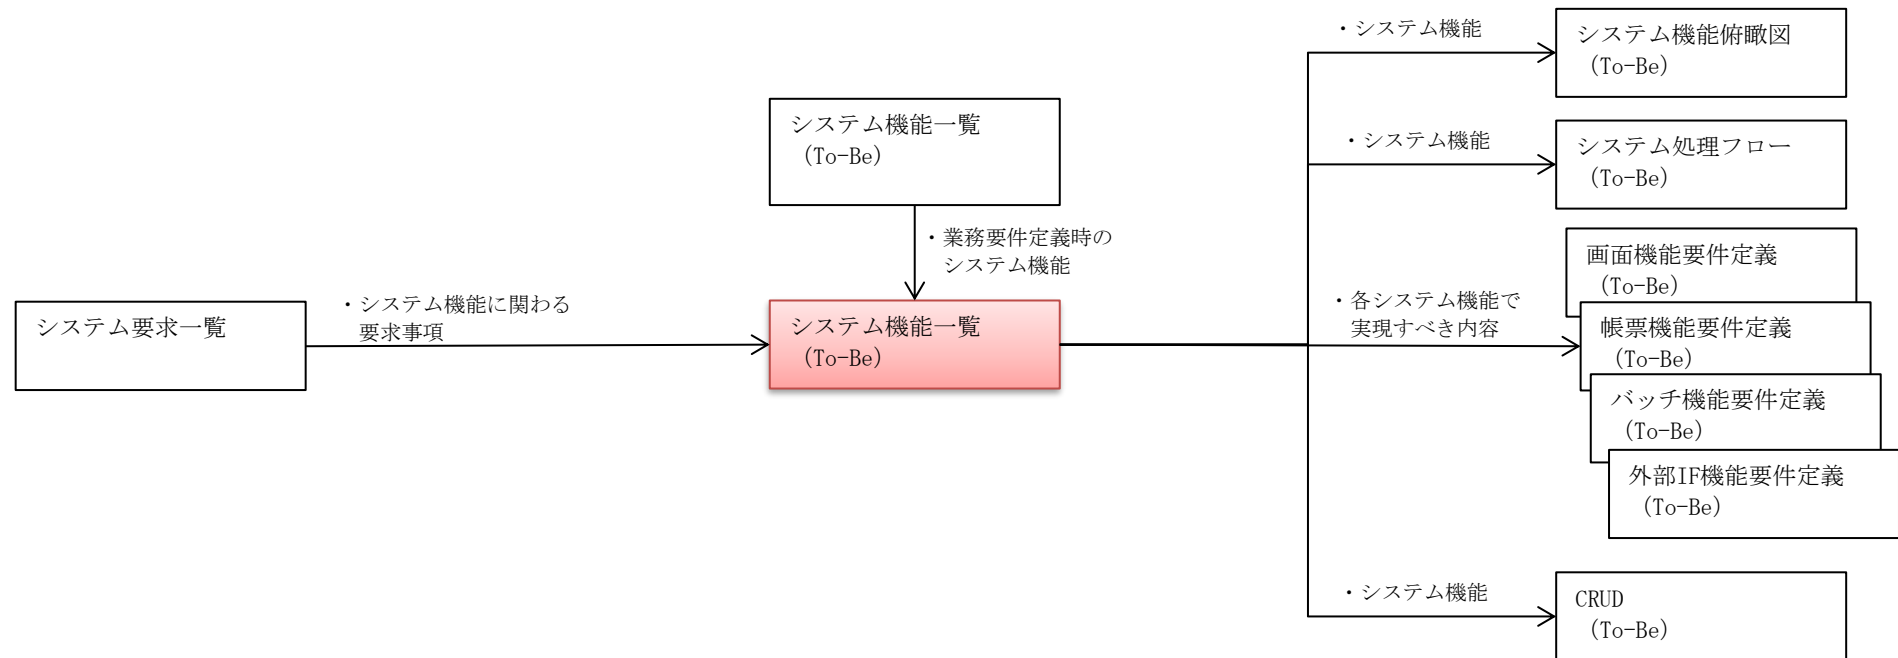 ・システム機能
システム機能俯瞰図
(To-Be)
システム機能一覧
(To-Be)
・システム機能
システム処理フロー
(To-Be)
・業務要件定義時の
システム機能
画面機能要件定義
(To-Be)
システム要求一覧
・システム機能に関わる
要求事項
システム機能一覧
(To-Be)
・各システム機能で
実現すべき内容
帳票機能要件定義
(To-Be)
バッチ機能要件定義
(To-Be)
外部IF機能要件定義
(To-Be)
・システム機能
CRUD
(To-Be)